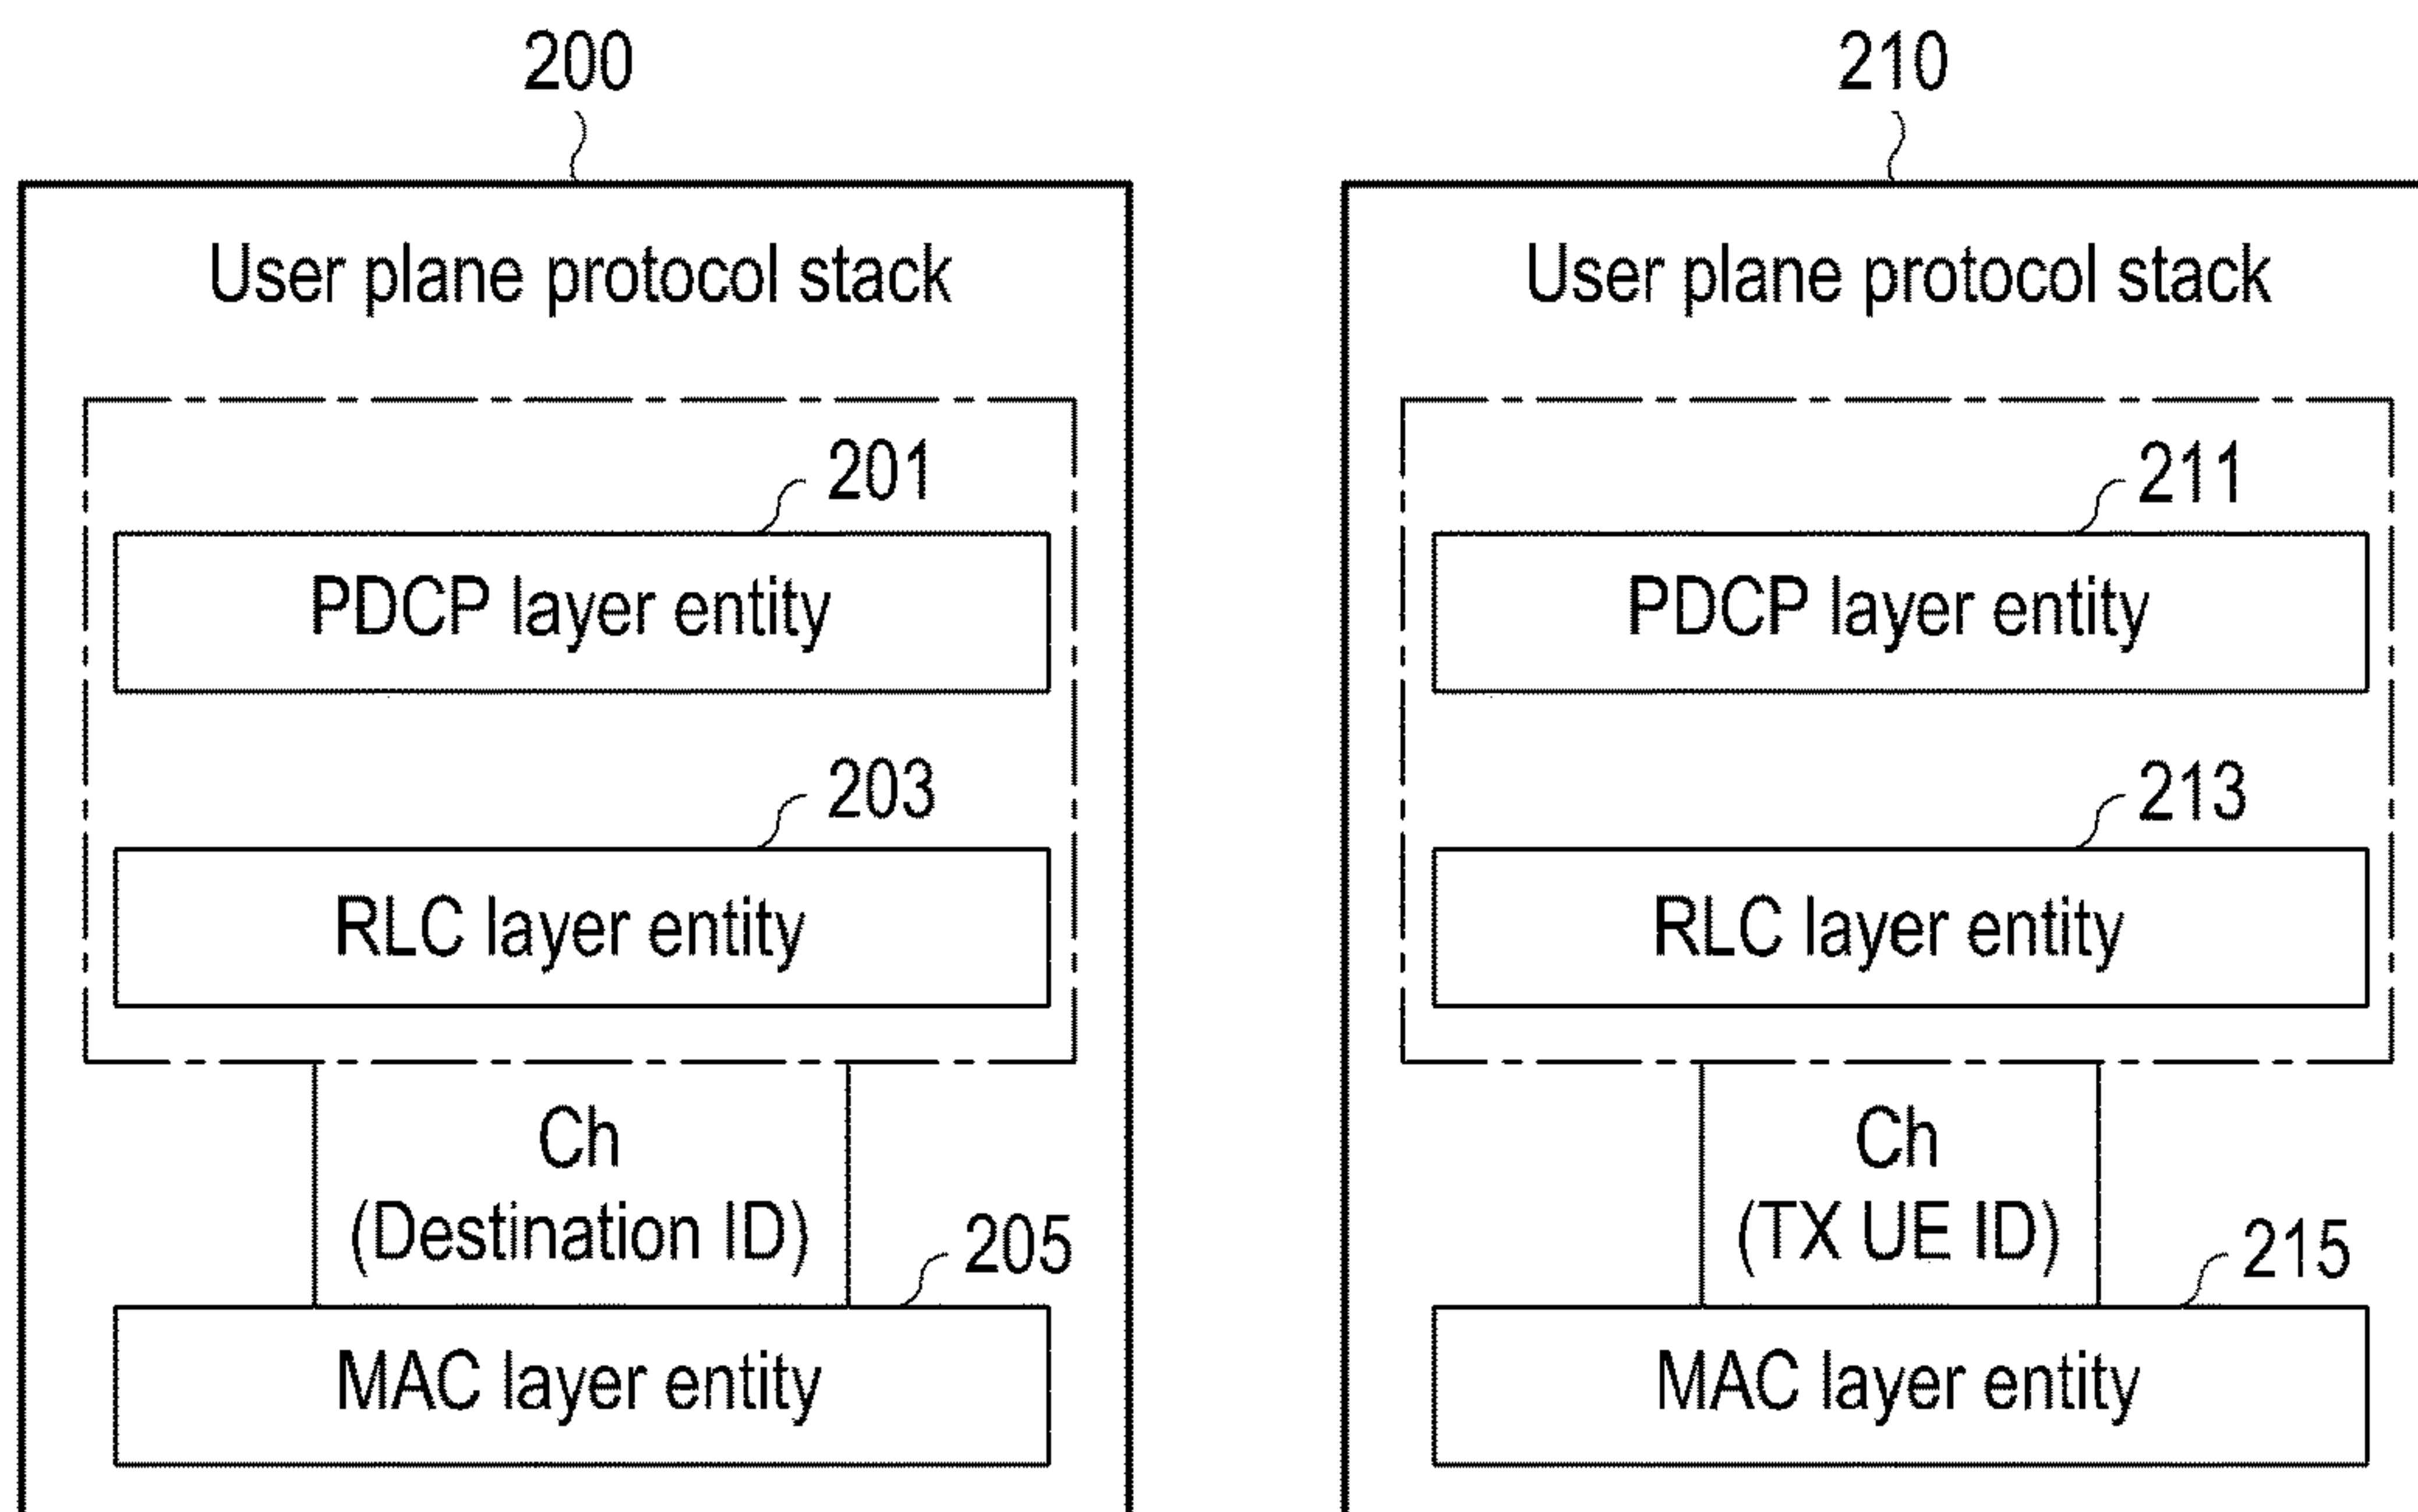 200
User plane protocol stack
201
PDCP layer entity
203
RLC layer entity
Ch
(Destination ID)
205
MAC layer entity
210
User plane protocol stack
211
PDCP layer entity
213
RLC layer entity
Ch
(TX UE ID)
215
MAC layer entity